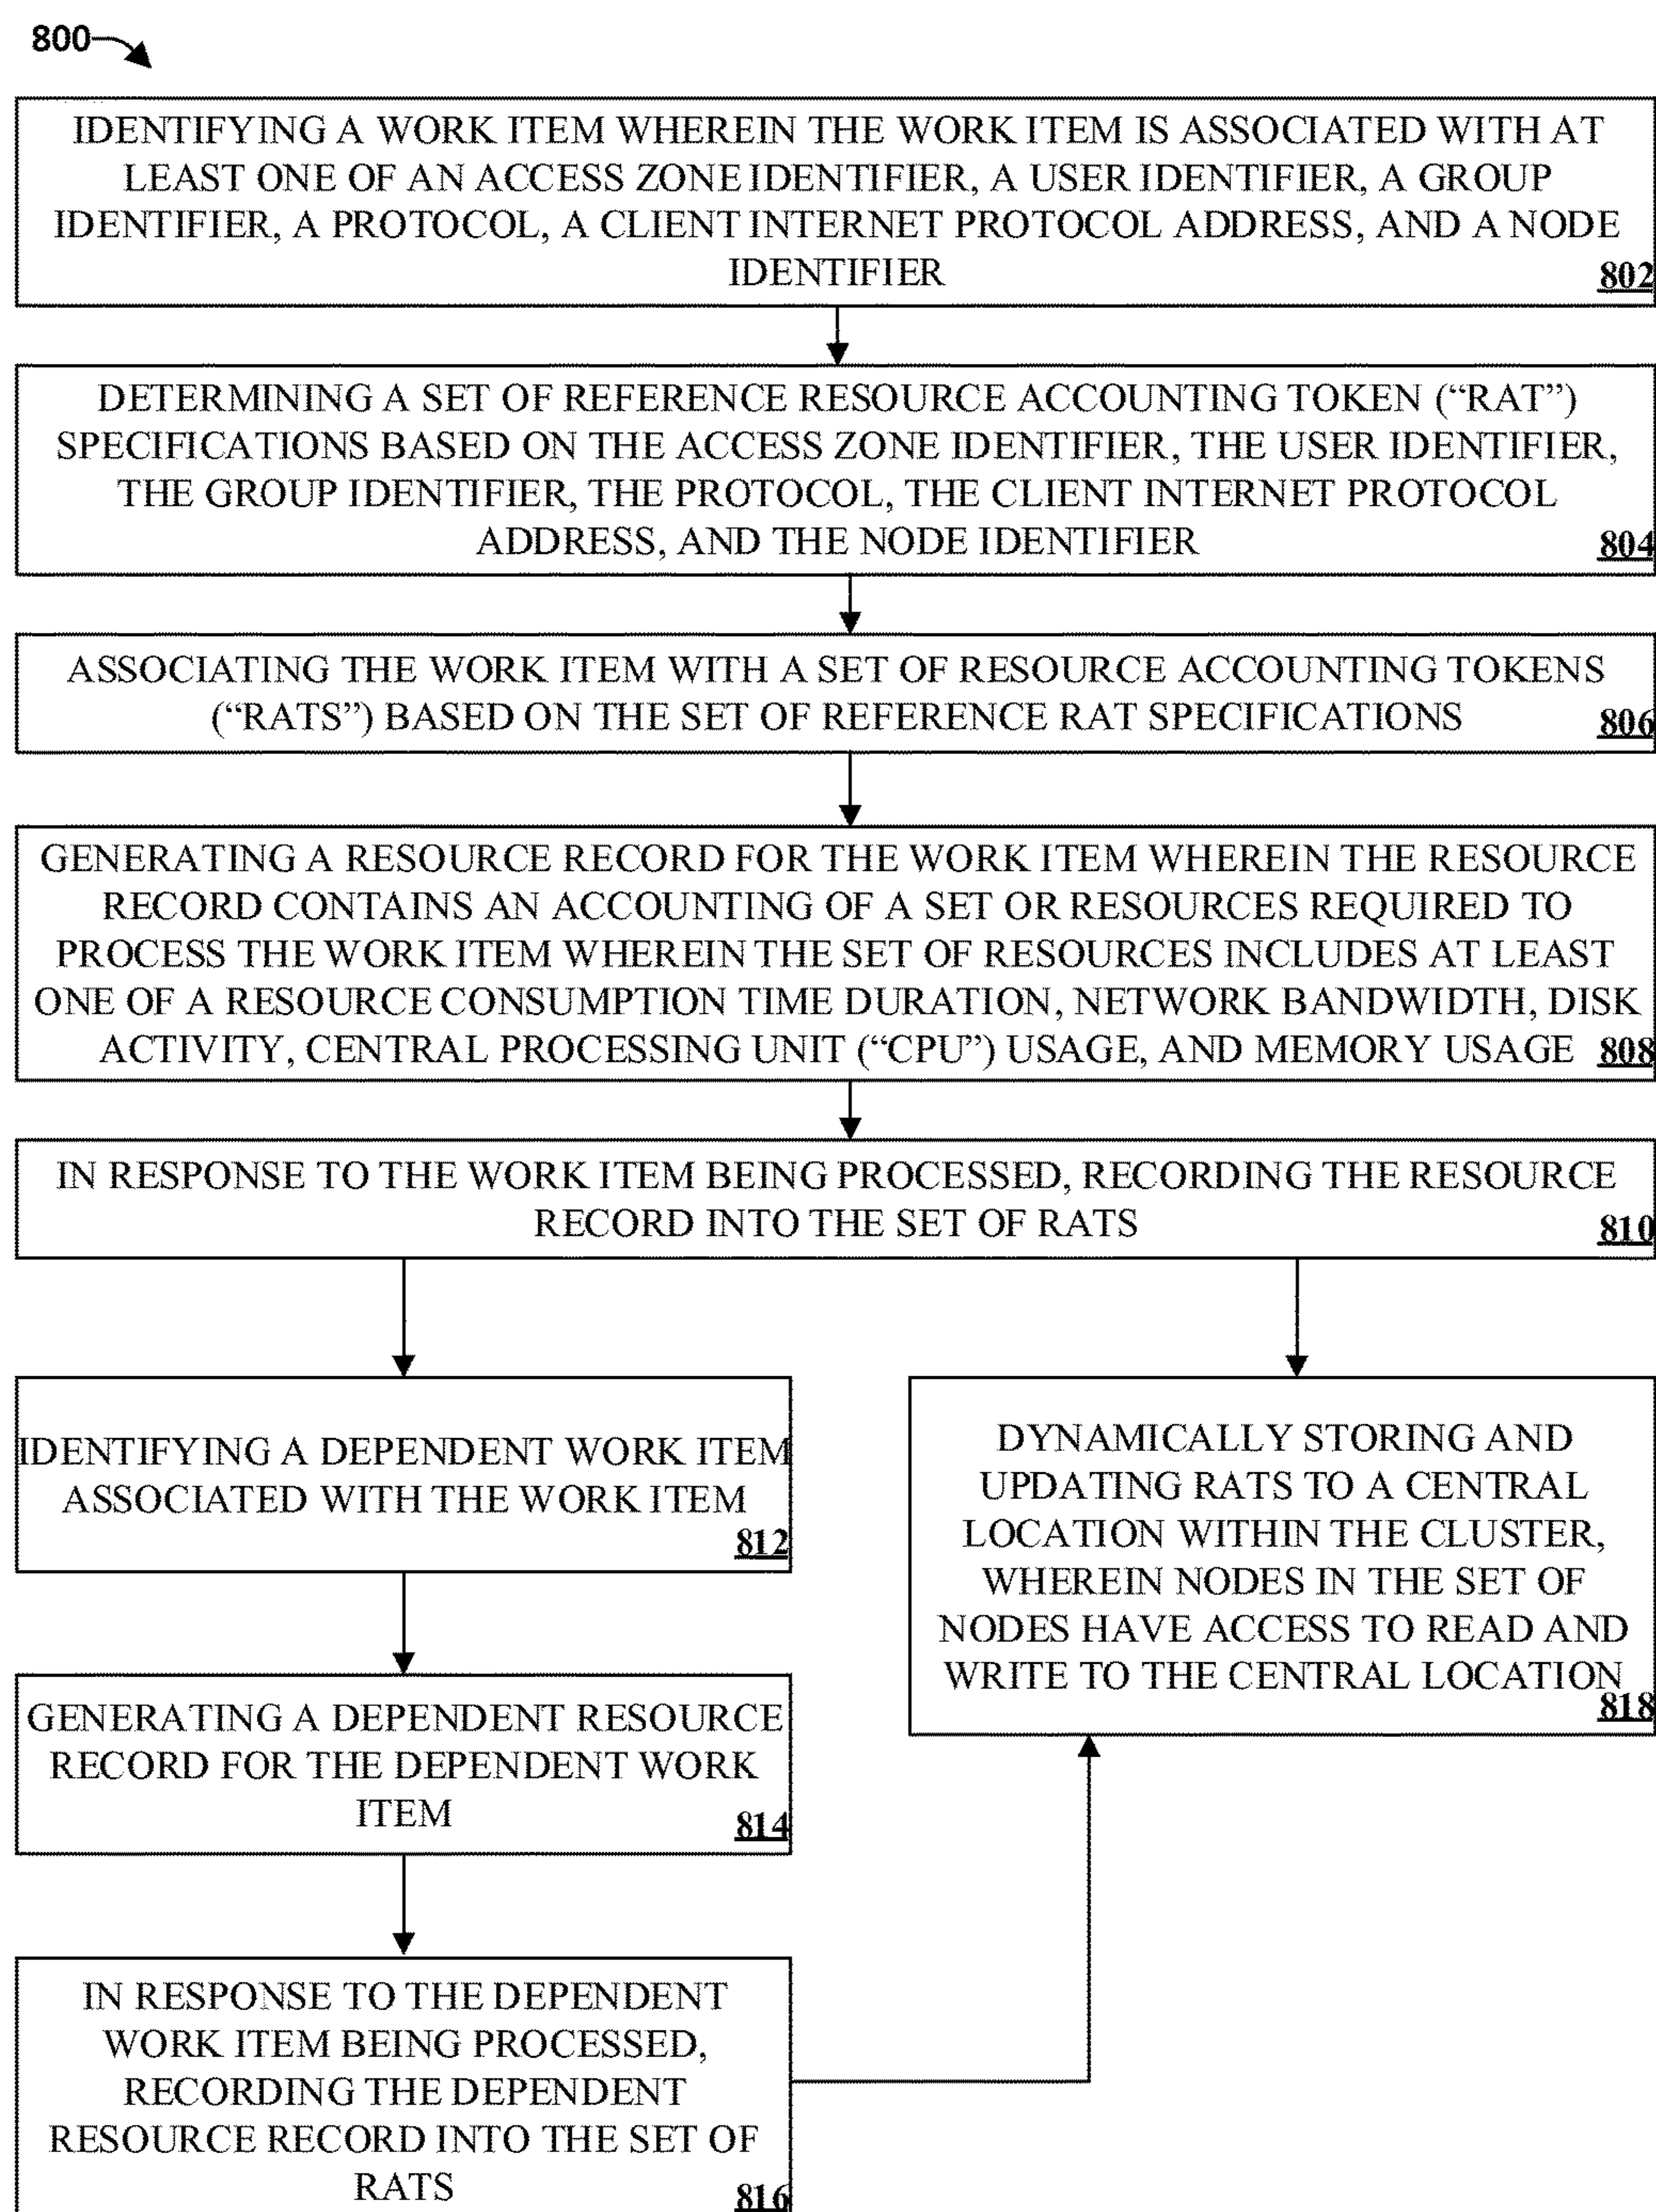 800
IDENTIFYING A WORK ITEM WHEREIN THE WORK ITEM IS ASSOCIATED WITH AT
LEAST ONE OF AN ACCESS ZONE IDENTIFIER, A USER IDENTIFIER, A GROUP
IDENTIFIER, A PROTOCOL, A CLIENT INTERNET PROTOCOL ADDRESS, AND A NODE
IDENTIFIER
802
DETERMINING A SET OF REFERENCE RESOURCE ACCOUNTING TOKEN (“RAT”)
SPECIFICATIONS BASED ON THE ACCESS ZONE IDENTIFIER, THE USER IDENTIFIER,
THE GROUP IDENTIFIER, THE PROTOCOL, THE CLIENT INTERNET PROTOCOL
ADDRESS, AND THE NODE IDENTIFIER
804
ASSOCIATING THE WORK ITEM WITH A SET OF RESOURCE ACCOUNTING TOKENS
(“RATS”) BASED ON THE SET OF REFERENCE RAT SPECIFICATIONS
806
GENERATING A RESOURCE RECORD FOR THE WORK ITEM WHEREIN THE RESOURCE
RECORD CONTAINS AN ACCOUNTING OF A SET OR RESOURCES REQUIRED TO
PROCESS THE WORK ITEM WHEREIN THE SET OF RESOURCES INCLUDES AT LEAST
ONE OF A RESOURCE CONSUMPTION TIME DURATION, NETWORK BANDWIDTH, DISK
ACTIVITY, CENTRAL PROCESSING UNIT (“CPU”) USAGE, AND MEMORY USAGE
808
IN RESPONSE TO THE WORK ITEM BEING PROCESSED, RECORDING THE RESOURCE
RECORD INTO THE SET OF RATS
810
IDENTIFYING A DEPENDENT WORK ITEM
ASSOCIATED WITH THE WORK ITEM
812
GENERATING A DEPENDENT RESOURCE
RECORD FOR THE DEPENDENT WORK
ITEM
814
IN RESPONSE TO THE DEPENDENT
WORK ITEM BEING PROCESSED,
RECORDING THE DEPENDENT
RESOURCE RECORD INTO THE SET OF
RATS
816
DYNAMICALLY STORING AND
UPDATING RATS TO A CENTRAL
LOCATION WITHIN THE CLUSTER,
WHEREIN NODES IN THE SET OF
NODES HAVE ACCESS TO READ AND
WRITE TO THE CENTRAL LOCATION
818